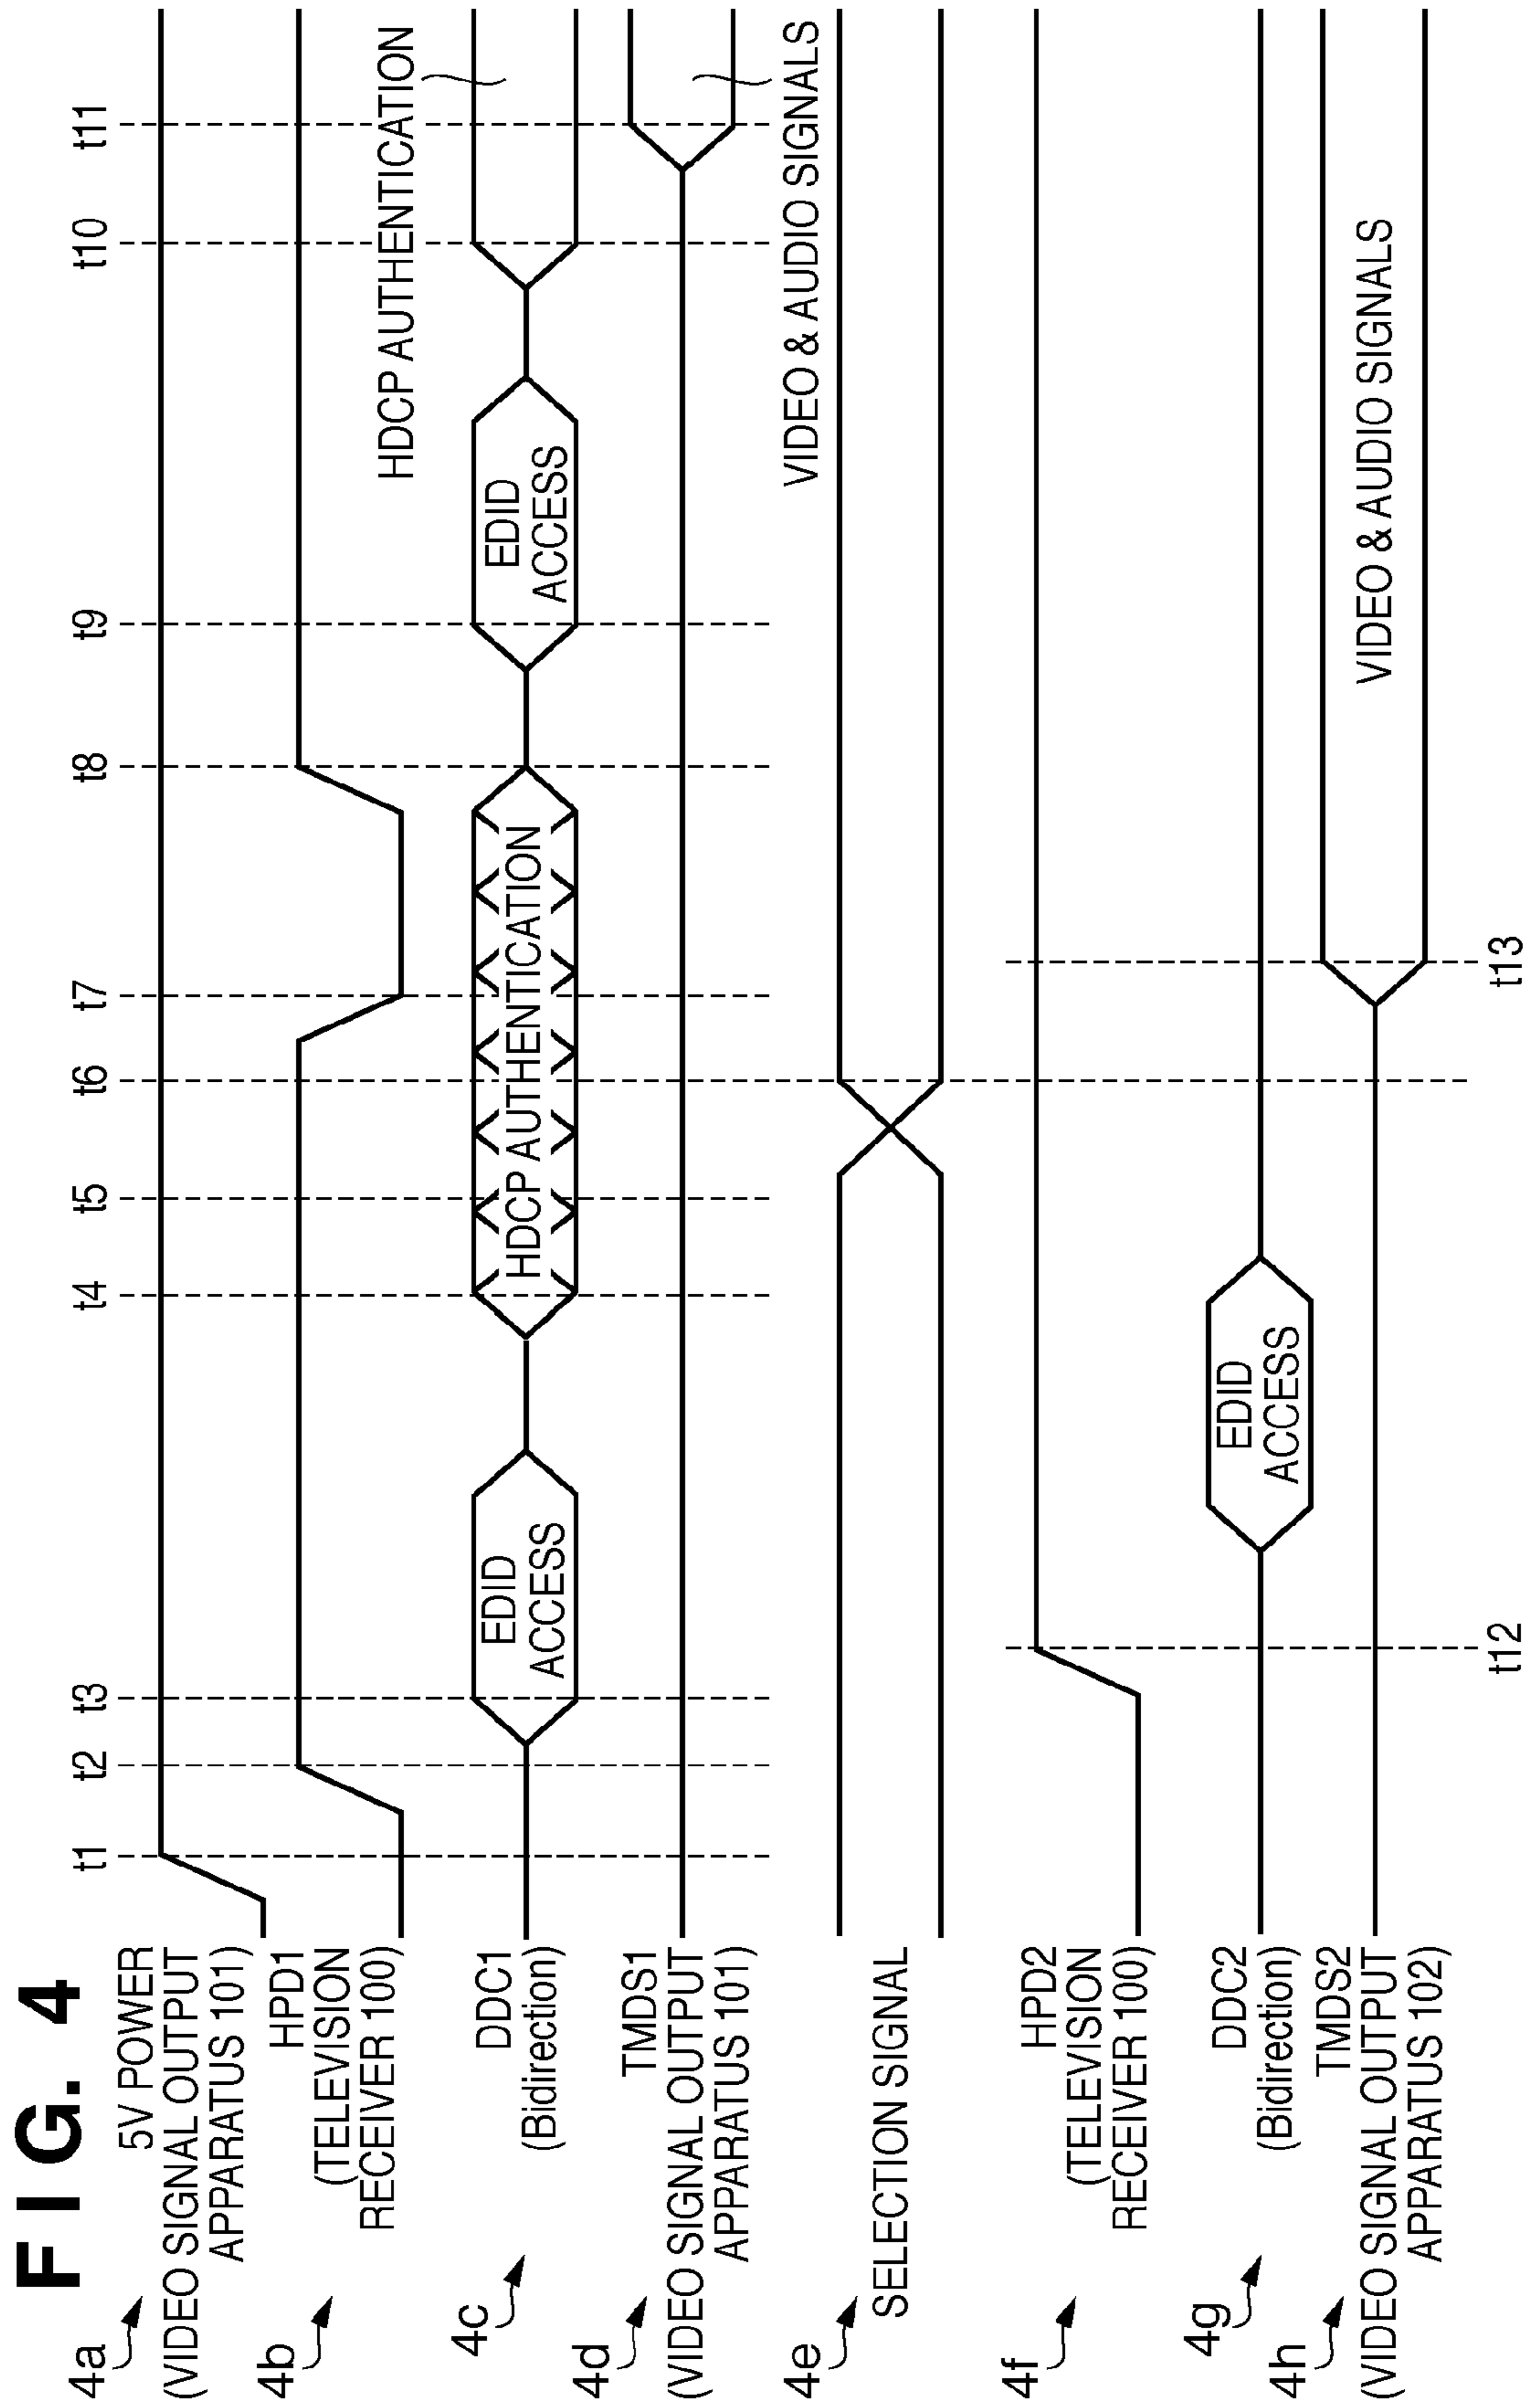 FIG. 4
t1
t2
t3
t4
t5
t6
t7
t8
t9
t10
t11
4a
5V POWER
(VIDEO SIGNAL OUTPUT
APPARATUS 101)
4b
HPD1
(TELEVISION
RECEIVER 100)
HDCP AUTHENTICATION
4c
DDC1
(Bidirection)
EDID
ACCESS
HDCP AUTHENTICATION
EDID
ACCESS
4d
TMDS1
(VIDEO SIGNAL OUTPUT
APPARATUS 101)
VIDEO & AUDIO SIGNALS
4e
SELECTION SIGNAL
4f
HPD2
(TELEVISION
RECEIVER 100)
4g
DDC2
(Bidirection)
EDID
ACCESS
4h
TMDS2
(VIDEO SIGNAL OUTPUT
APPARATUS 102)
VIDEO & AUDIO SIGNALS
t12
t13